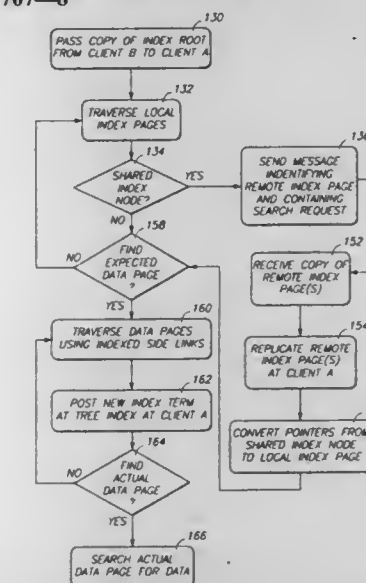 130
PASS COPY OF INDEX ROOT
FROM CLIENT B TO CLIENT A
132
TRAVERSE LOCAL
INDEX PAGES
134
SHARED
INDEX
NODE?
YES
NO
SEND MESSAGE
INDENTIFYING
REMOTE INDEX PAGE
AND CONTAINING
SEARCH REQUEST
158
FIND
EXPECTED
DATA PAGE
?
NO
YES
152
RECEIVE COPY OF
REMOTE INDEX
PAGE(S)
154
REPLICATE REMOTE
INDEX PAGE(S)
AT CLIENT A
CONVERT POINTERS FROM
SHARED INDEX NODE
TO LOCAL INDEX PAGE
160
TRAVERSE DATA PAGES
USING INDEXED SIDE LINKS
162
POST NEW INDEX TERM
AT TREE INDEX AT CLIENT A
164
FIND
ACTUAL
DATA PAGE
?
NO
YES
166
SEARCH ACTUAL
DATA PAGE FOR DATA